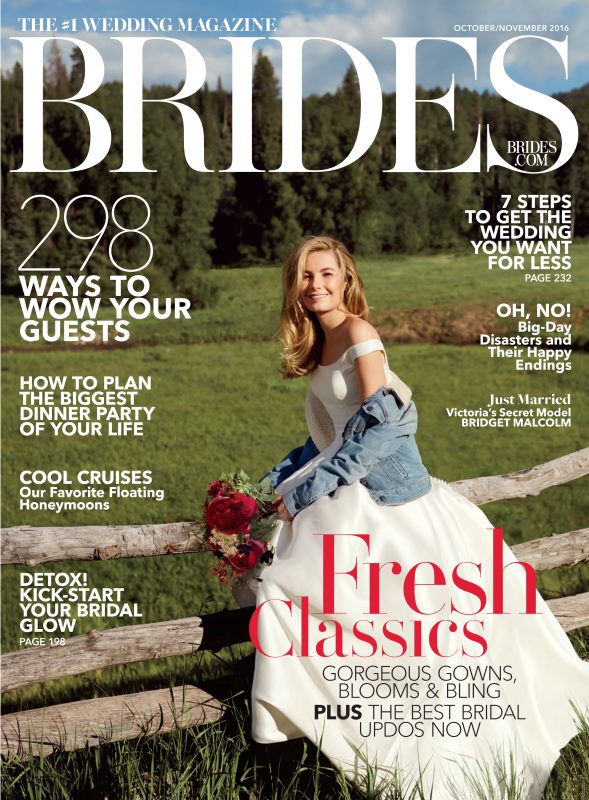 THE #1 WEDDING MAGAZINE
OCTOBER/NOVEMBER 2016
BRIDES
BRIDES
.COM
298
WAYS TO
WOW YOUR
GUESTS
HOW TO PLAN
THE BIGGEST
DINNER PARTY
OF YOUR LIFE
COOL CRUISES
Our Favorite Floating
Honeymoons
DETOX!
KICK-START
YOUR BRIDAL
GLOW
PAGE 198
7 STEPS
TO GET THE
WEDDING
YOU WANT
FOR LESS
PAGE 232
OH, NO!
Big-Day
Disasters and
Their Happy
Endings
Just Married
Victoria's Secret Model
BRIDGET MALCOLM
Fresh
Classics
GORGEOUS GOWNS,
BLOOMS & BLING
PLUS THE BEST BRIDAL
UPDOS NOW